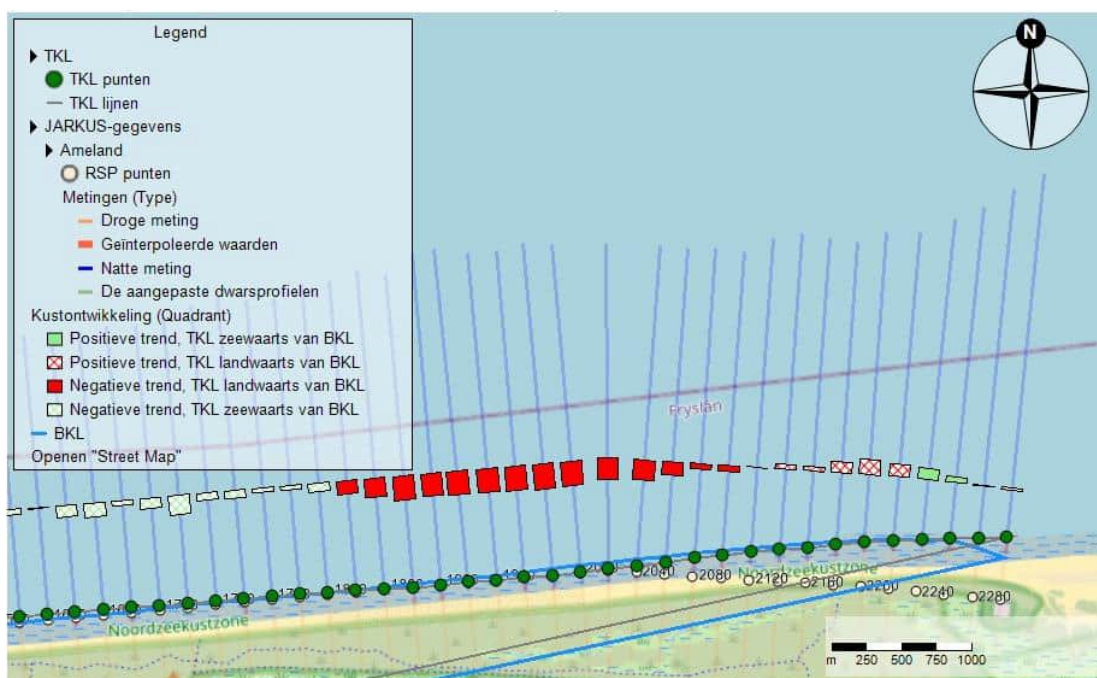 Legend
TKL
TKL punten
TKL lijnen
JARKUS-gegevens
Ameland
RSP punten
Metingen (Type)
Droge meting
Geïnterpoleerde waarden
Natte meting
De aangepaste dwarsprofielen
Kustontwikkeling (Quadrant)
Positieve trend, TKL zeewaarts van BKL
Positieve trend, TKL landwaarts van BKL
Negatieve trend, TKL landwaarts van BKL
Negatieve trend, TKL zeewaarts van BKL
BKL
Openen "Street Map"
N
Fryslân
2040
2080
2120
2160
2200
2240
2280
Noordzeekustzone
Noordzeekustzone
m 250 500 750 1000